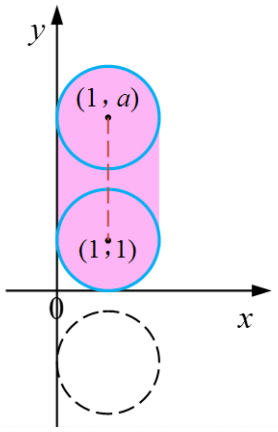 y
(1, a)
(1, 1)
0
x